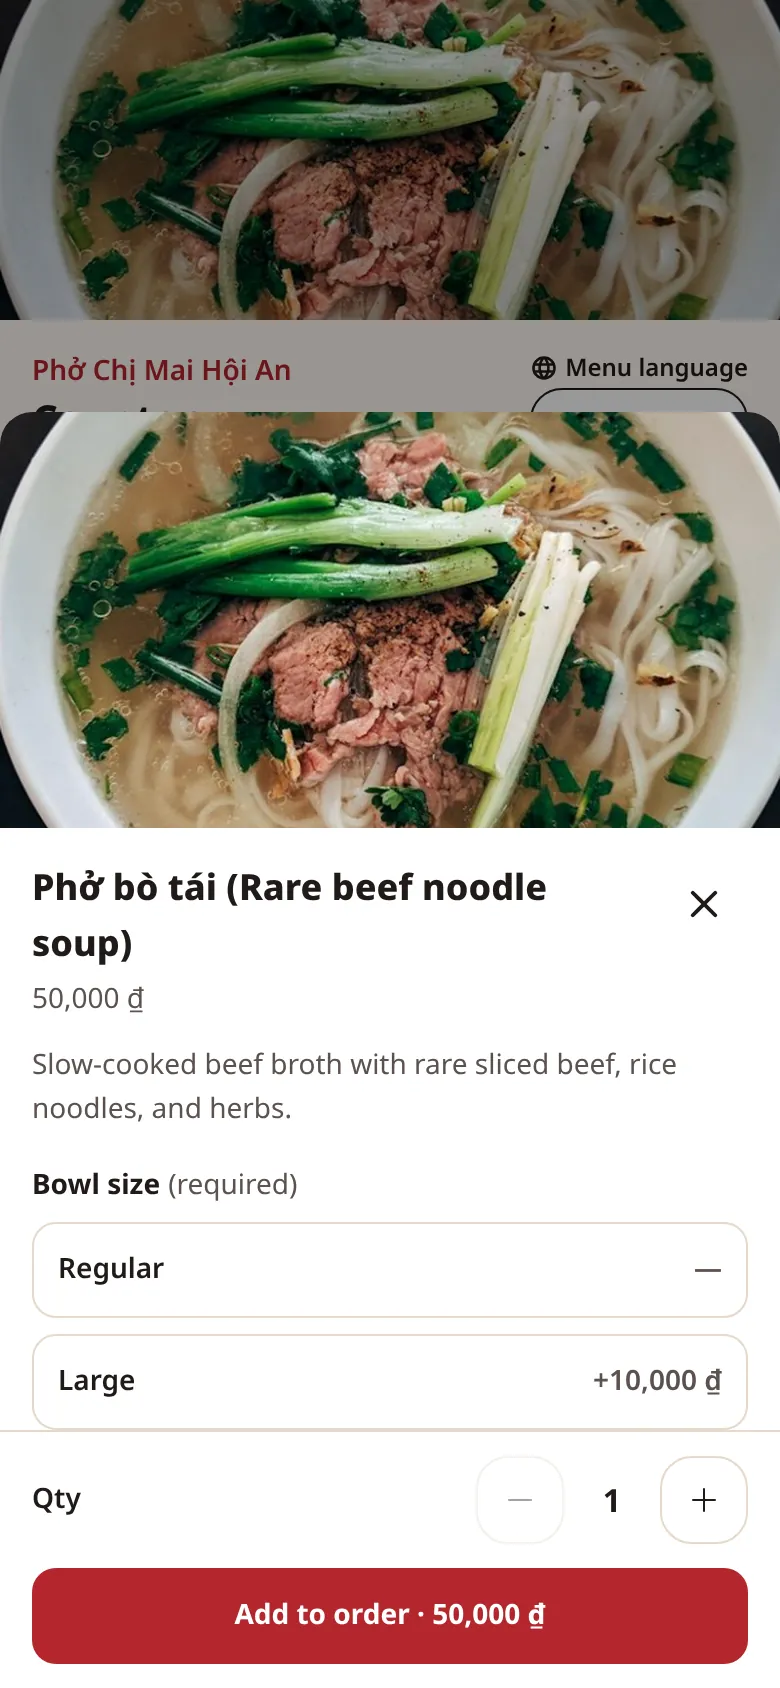 Phở Chị Mai Hội An
Menu language
Phở bò tái (Rare beef noodle
soup)
50,000 ₫
Slow-cooked beef broth with rare sliced beef, rice
noodles, and herbs.
Bowl size (required)
Regular —
Large +10,000 ₫
Qty — 1 +
Add to order · 50,000 ₫